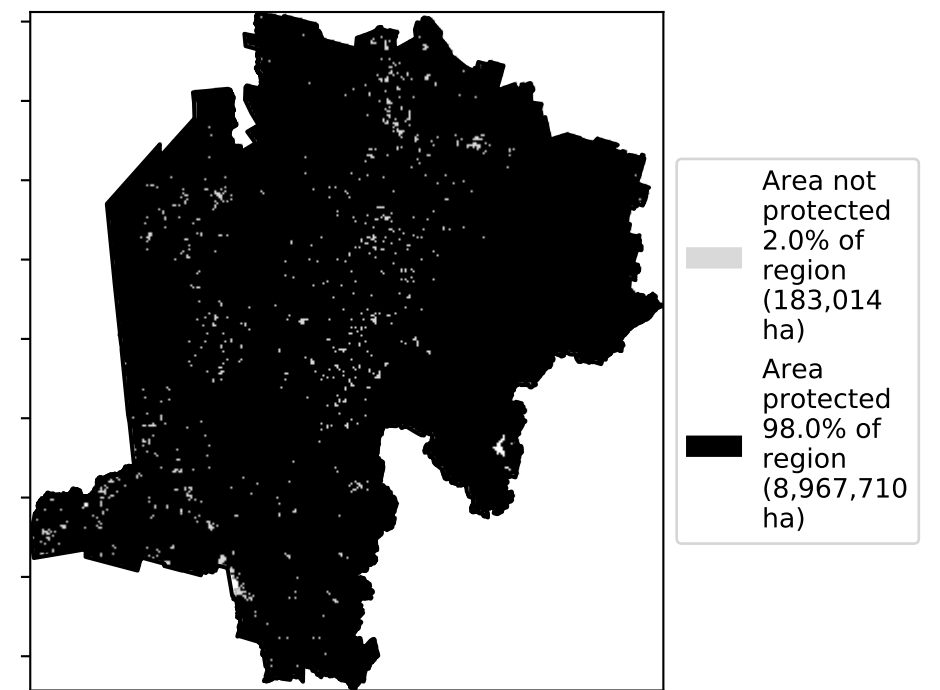 Area not
protected
2.0% of
region
(183,014
ha)
Area
protected
98.0% of
region
(8,967,710
ha)